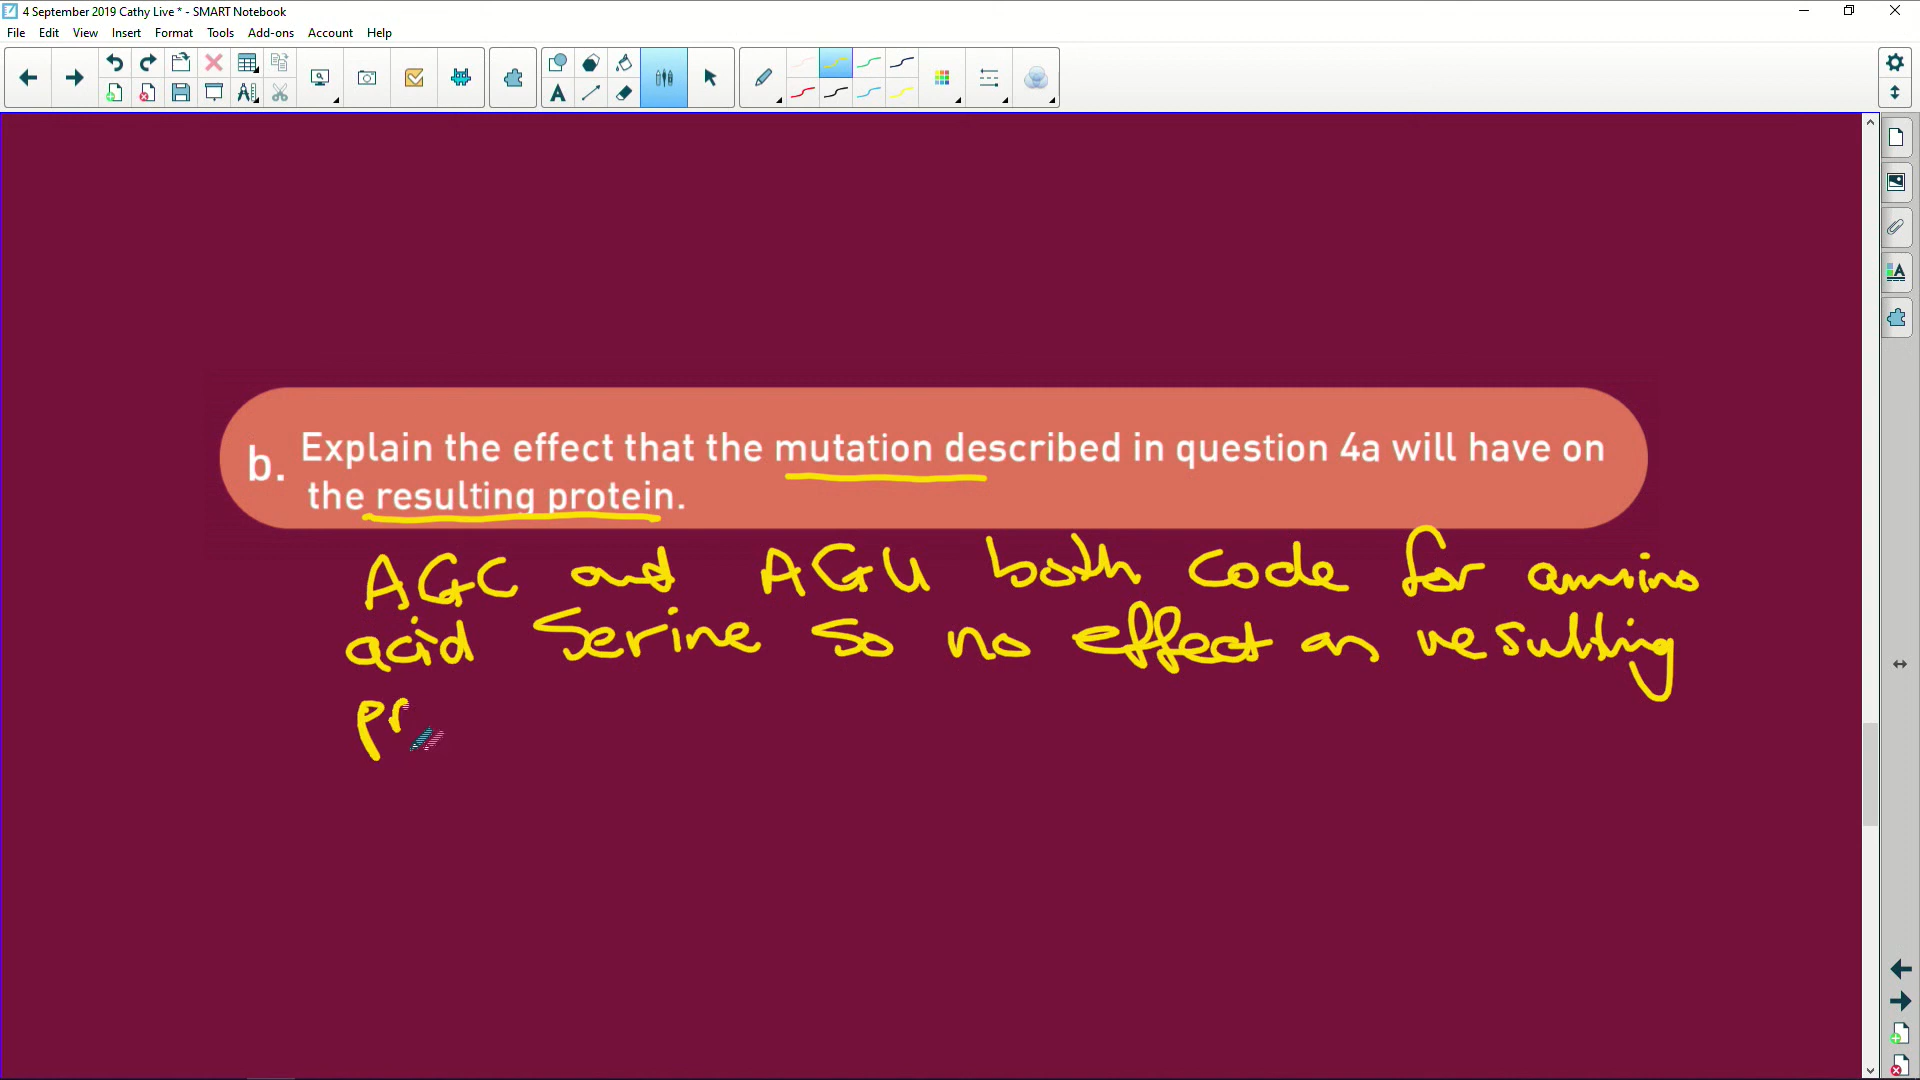 4 September 2019 Cathy Live * - SMART Notebook
File Edit View Insert Format Tools Add-ons Account Help
b. Explain the effect that the mutation described in question 4a will have on
the resulting protein.
AGC and AGU both code for amino
acid Serine so no effect on resulting
pr